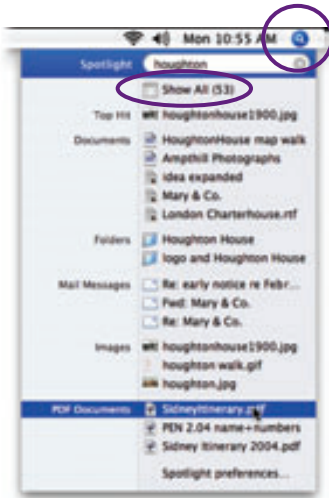 Mon 10:55 AM
Spotlight houghton
Show All (53)
Top Hit houghtonhouse1900.jpg
Documents HoughtonHouse map walk
Ampthill Photographs
idea expanded
Mary & Co.
London Charterhouse.rtf
Folders Houghton House
logo and Houghton House
Mail Messages Re: early notice re Febr...
Fwd: Mary & Co.
Re: Mary & Co.
Images houghtonhouse1900.jpg
houghton walk.gif
houghton.jpg
PDF Documents SidneyItinerary.pdf
PEN 2.04 name+numbers
Sidney Itinerary 2004.pdf
Spotlight preferences...